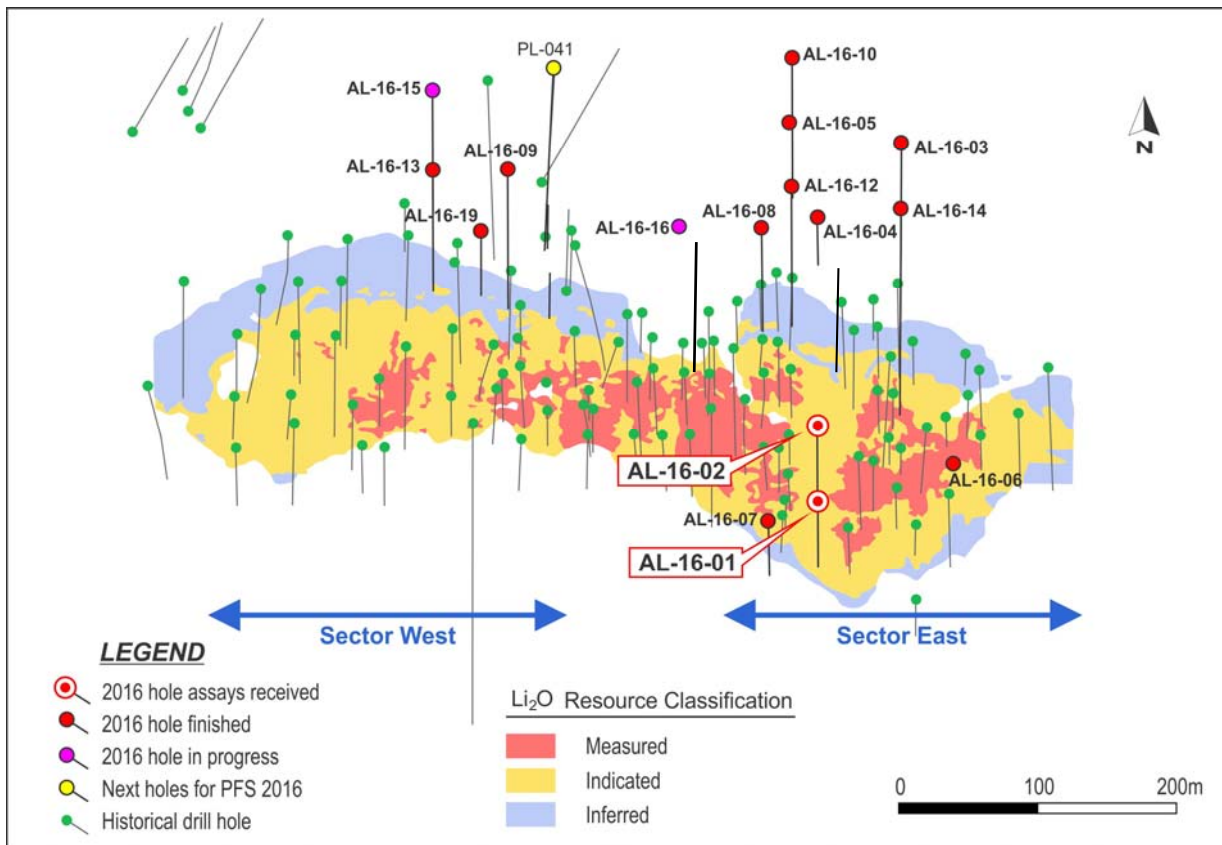 PL-041
AL-16-10
AL-16-15
AL-16-05
AL-16-03
N
AL-16-09
AL-16-13
AL-16-12
AL-16-14
AL-16-19
AL-16-16
AL-16-08
AL-16-04
AL-16-02
AL-16-06
AL-16-07
AL-16-01
Sector West
Sector East
LEGEND
2016 hole assays received
2016 hole finished
2016 hole in progress
Next holes for PFS 2016
Historical drill hole
Li₂O Resource Classification
Measured
Indicated
Inferred
0 100 200m